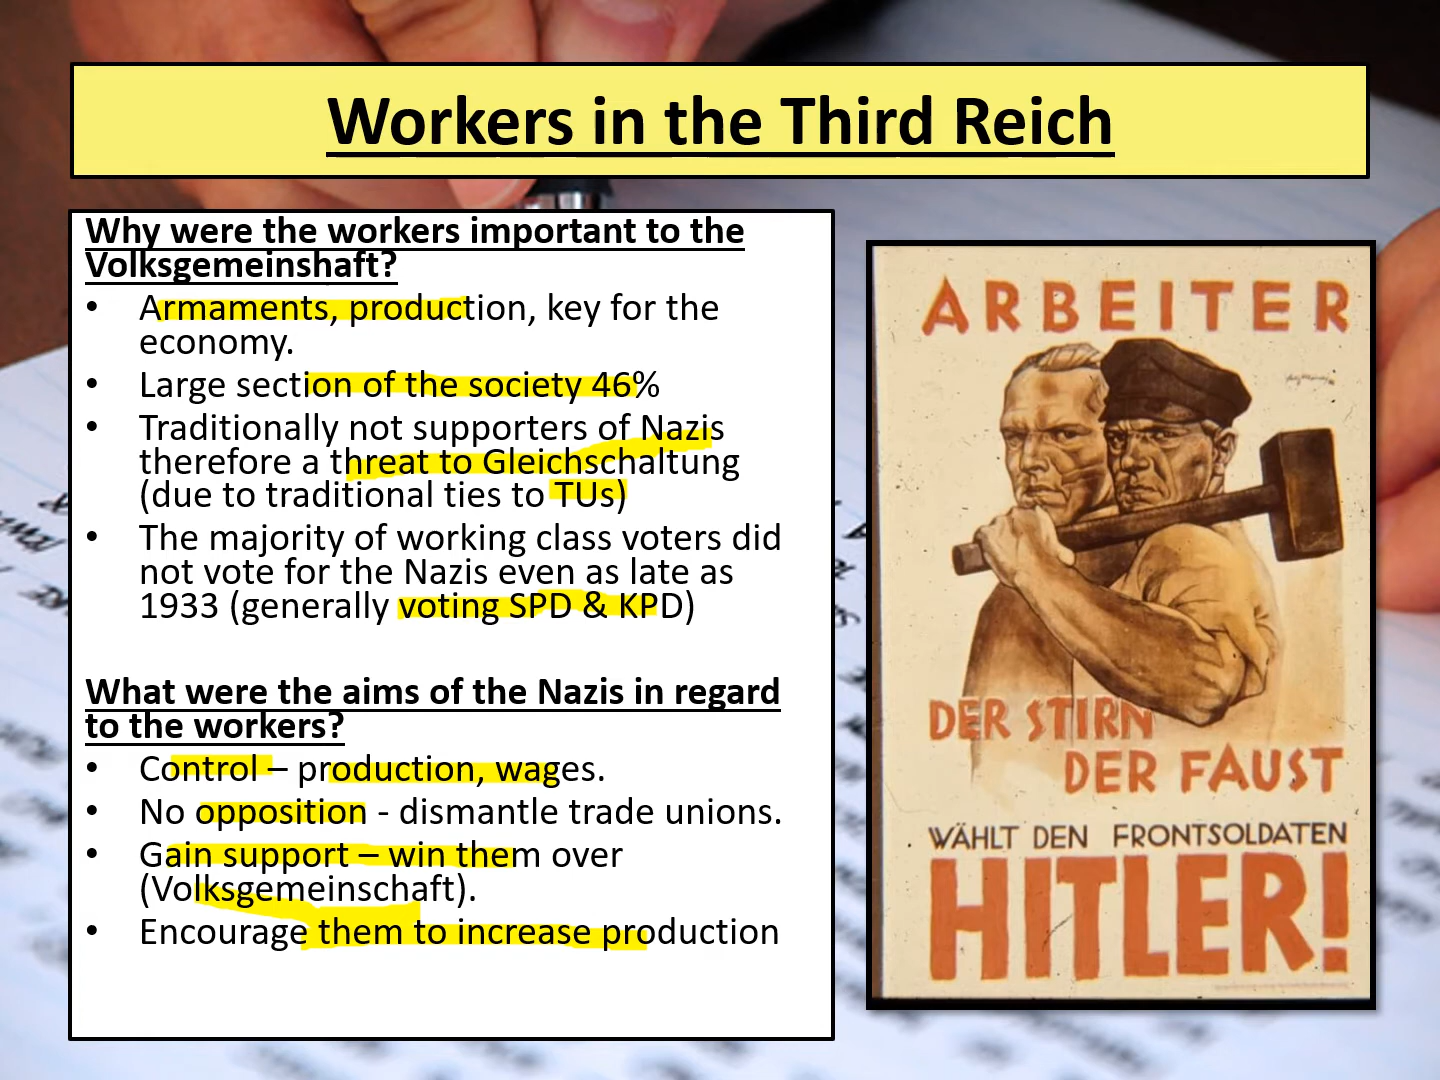 Workers in the Third Reich
Why were the workers important to the
Volksgemeinshaft?
• Armaments, production, key for the
economy.
• Large section of the society 46%
• Traditionally not supporters of Nazis
therefore a threat to Gleichschaltung
(due to traditional ties to TUs)
• The majority of working class voters did
not vote for the Nazis even as late as
1933 (generally voting SPD & KPD)
What were the aims of the Nazis in regard
to the workers?
• Control – production, wages.
• No opposition - dismantle trade unions.
• Gain support – win them over
(Volksgemeinschaft).
• Encourage them to increase production
ARBEITER
DER STIRN
DER FAUST
WÄHLT DEN FRONTSOLDATEN
HITLER!